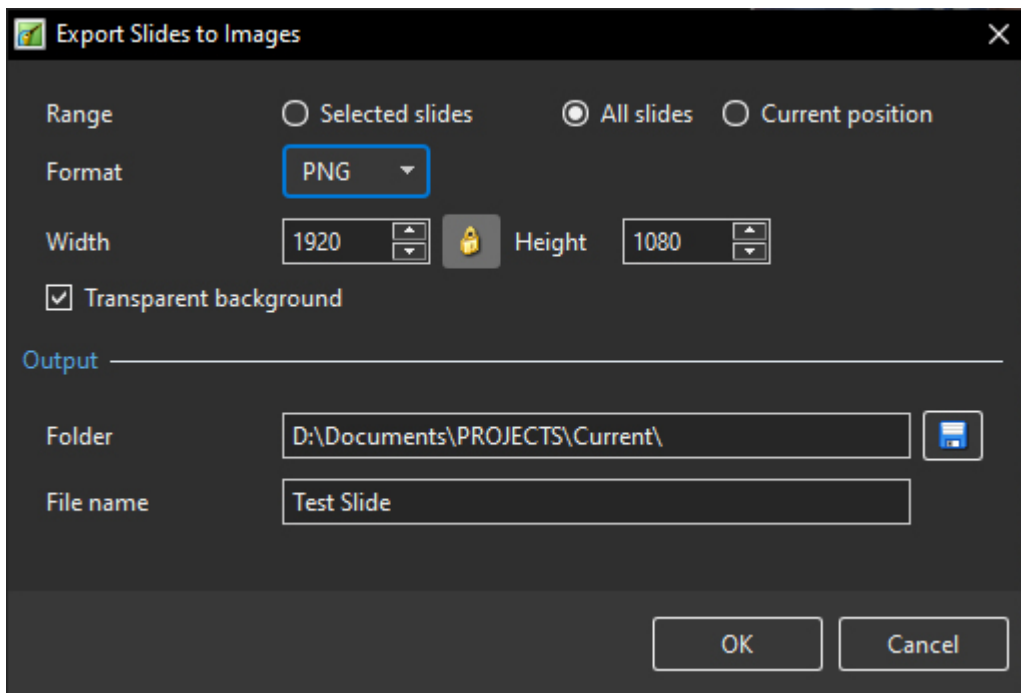 Export Slides to Images
Range Selected slides All slides Current position
Format PNG
Width 1920 Height 1080
Transparent background
Output
Folder D:\Documents\PROJECTS\Current\
File name Test Slide
OK Cancel